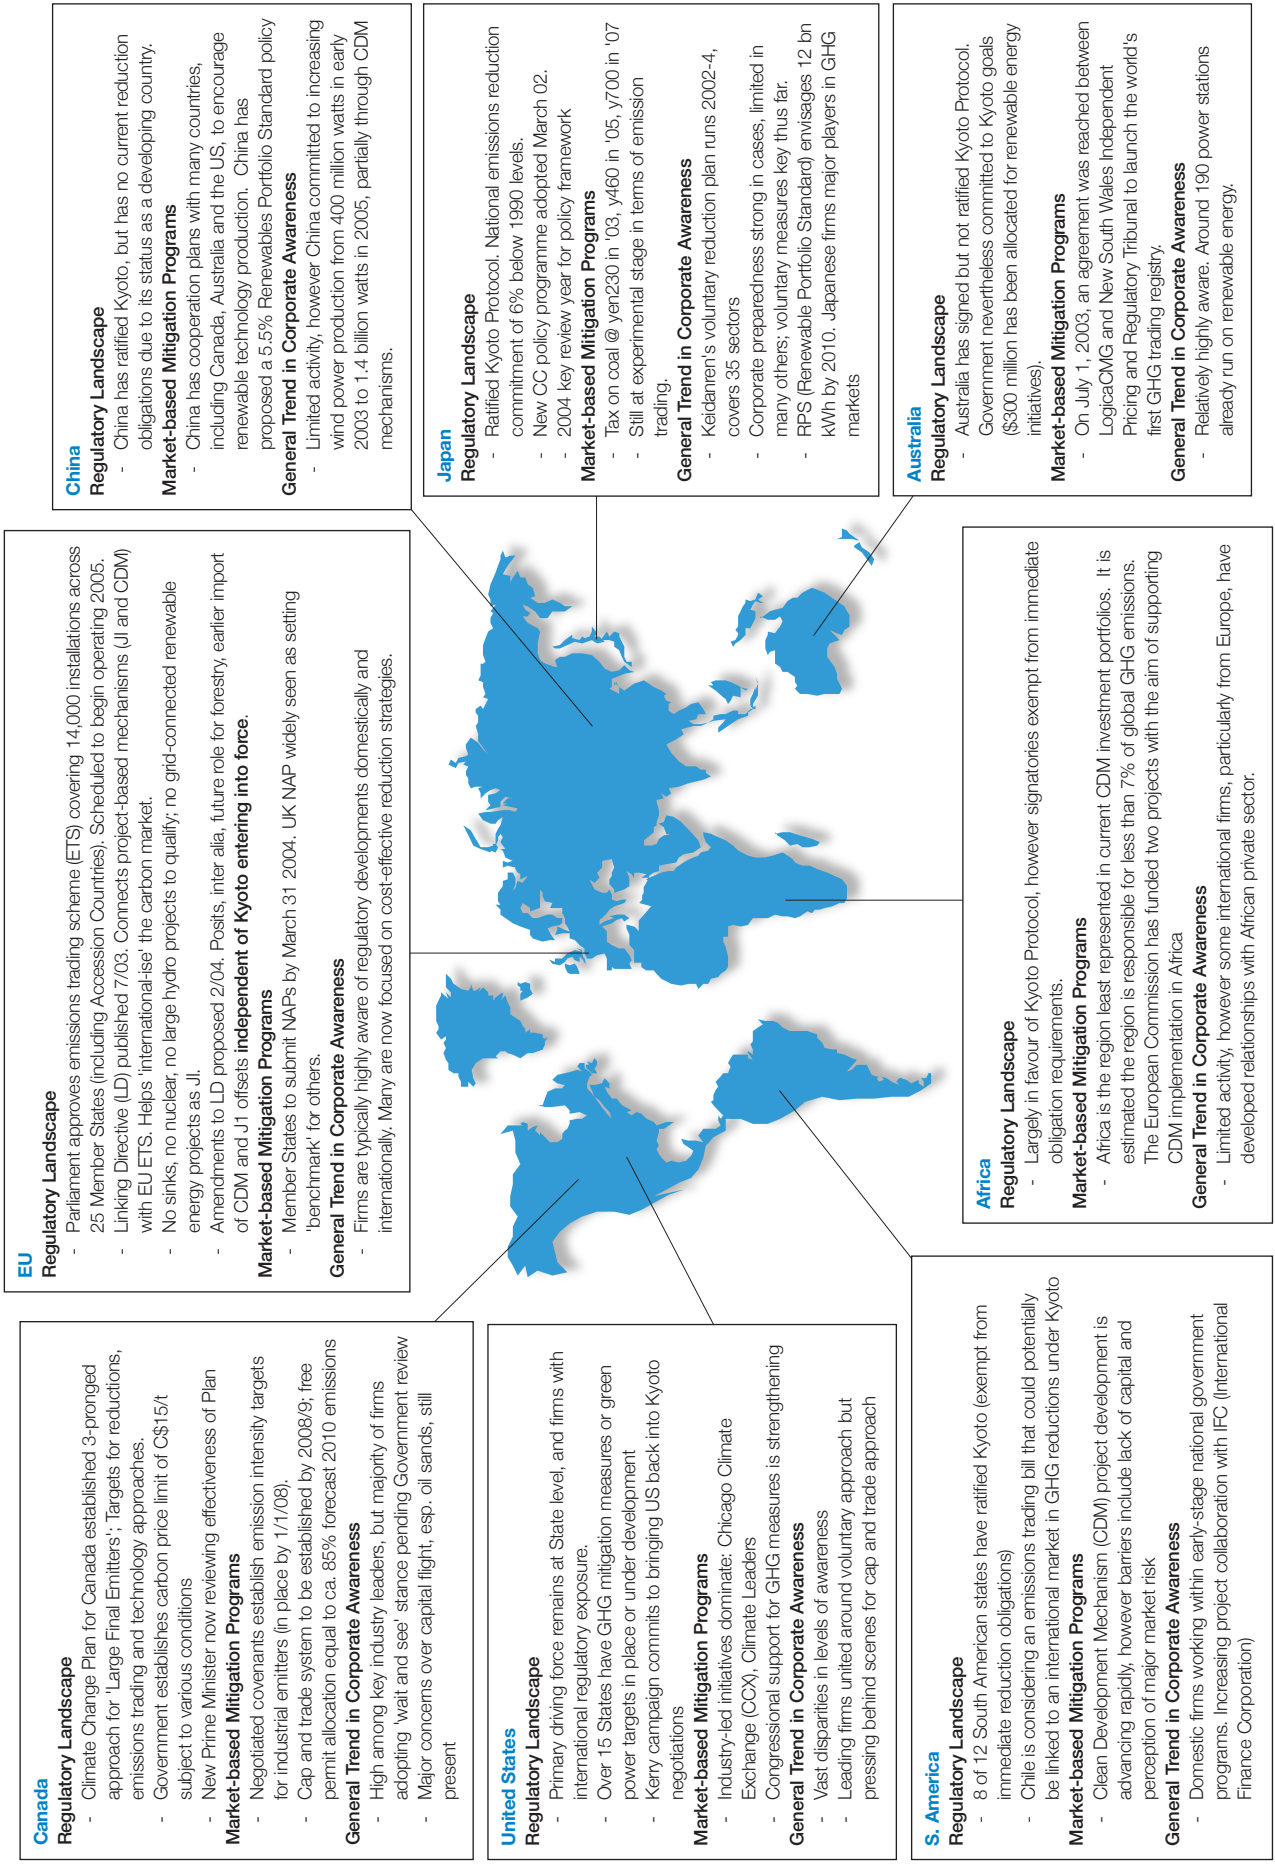 Canada
Regulatory Landscape
- Climate Change Plan for Canada established 3-pronged
approach for 'Large Final Emitters'; Targets for reductions,
emissions trading and technology approaches.
- Government establishes carbon price limit of C$15/t
subject to various conditions
- New Prime Minister now reviewing effectiveness of Plan
Market-based Mitigation Programs
- Negotiated covenants establish emission intensity targets
for industrial emitters (in place by 1/1/08).
- Cap and trade system to be established by 2008/9; free
permit allocation equal to ca. 85% forecast 2010 emissions
General Trend in Corporate Awareness
- High among key industry leaders, but majority of firms
adopting 'wait and see' stance pending Government review
- Major concerns over capital flight, esp. oil sands, still
present
United States
Regulatory Landscape
- Primary driving force remains at State level, and firms with
international regulatory exposure.
- Over 15 States have GHG mitigation measures or green
power targets in place or under development
- Kerry campaign commits to bringing US back into Kyoto
negotiations
Market-based Mitigation Programs
- Industry-led initiatives dominate: Chicago Climate
Exchange (CCX), Climate Leaders
- Congressional support for GHG measures is strengthening
General Trend in Corporate Awareness
- Vast disparities in levels of awareness
- Leading firms united around voluntary approach but
pressing behind scenes for cap and trade approach
S. America
Regulatory Landscape
- 8 of 12 South American states have ratified Kyoto (exempt from
immediate reduction obligations)
- Chile is considering an emissions trading bill that could potentially
be linked to an international market in GHG reductions under Kyoto
Market-based Mitigation Programs
- Clean Development Mechanism (CDM) project development is
advancing rapidly, however barriers include lack of capital and
perception of major market risk
General Trend in Corporate Awareness
- Domestic firms working within early-stage national government
programs. Increasing project collaboration with IFC (International
Finance Corporation)
EU
Regulatory Landscape
- Parliament approves emissions trading scheme (ETS) covering 14,000 installations across
25 Member States (including Accession Countries). Scheduled to begin operating 2005.
- Linking Directive (LD) published 7/03. Connects project-based mechanisms (JI and CDM)
with EU ETS. Helps 'international-ise' the carbon market.
- No sinks, no nuclear, no large hydro projects to qualify; no grid-connected renewable
energy projects as JI.
- Amendments to LD proposed 2/04. Posits, inter alia, future role for forestry, earlier import
of CDM and J1 offsets independent of Kyoto entering into force.
Market-based Mitigation Programs
- Member States to submit NAPs by March 31 2004. UK NAP widely seen as setting
'benchmark' for others.
General Trend in Corporate Awareness
- Firms are typically highly aware of regulatory developments domestically and
internationally. Many are now focused on cost-effective reduction strategies.
Africa
Regulatory Landscape
- Largely in favour of Kyoto Protocol, however signatories exempt from immediate
obligation requirements.
Market-based Mitigation Programs
- Africa is the region least represented in current CDM investment portfolios. It is
estimated the region is responsible for less than 7% of global GHG emissions.
The European Commission has funded two projects with the aim of supporting
CDM implementation in Africa
General Trend in Corporate Awareness
- Limited activity, however some international firms, particularly from Europe, have
developed relationships with African private sector.
China
Regulatory Landscape
- China has ratified Kyoto, but has no current reduction
obligations due to its status as a developing country.
Market-based Mitigation Programs
- China has cooperation plans with many countries,
including Canada, Australia and the US, to encourage
renewable technology production. China has
proposed a 5.5% Renewables Portfolio Standard policy
General Trend in Corporate Awareness
- Limited activity, however China committed to increasing
wind power production from 400 million watts in early
2003 to 1.4 billion watts in 2005, partially through CDM
mechanisms.
Japan
Regulatory Landscape
- Ratified Kyoto Protocol. National emissions reduction
commitment of 6% below 1990 levels.
- New CC policy programme adopted March 02.
- 2004 key review year for policy framework
Market-based Mitigation Programs
- Tax on coal @ yen230 in '03, y460 in '05, y700 in '07
- Still at experimental stage in terms of emission
trading.
General Trend in Corporate Awareness
- Keidanren's voluntary reduction plan runs 2002-4,
covers 35 sectors
- Corporate preparedness strong in cases, limited in
many others; voluntary measures key thus far.
- RPS (Renewable Portfolio Standard) envisages 12 bn
kWh by 2010. Japanese firms major players in GHG
markets
Australia
Regulatory Landscape
- Australia has signed but not ratified Kyoto Protocol.
Government nevertheless committed to Kyoto goals
($300 million has been allocated for renewable energy
initiatives).
Market-based Mitigation Programs
- On July 1, 2003, an agreement was reached between
LogicaCMG and New South Wales Independent
Pricing and Regulatory Tribunal to launch the world's
first GHG trading registry.
General Trend in Corporate Awareness
- Relatively highly aware. Around 190 power stations
already run on renewable energy.